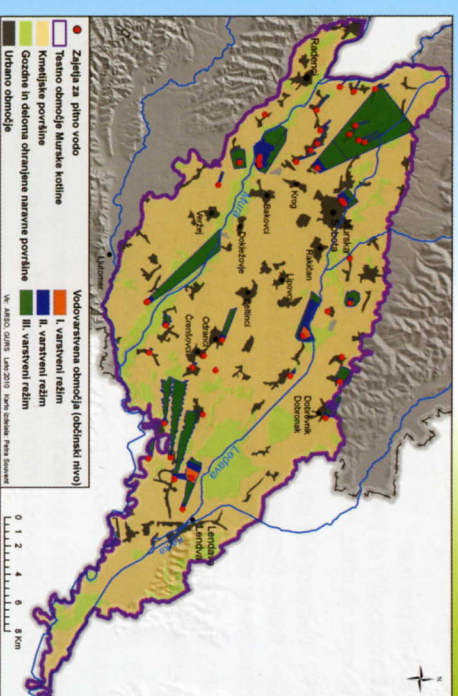 N
Radenci
Murska
Sobota
Krog
Rakičan
Bakovci
Mura
Lipovci
Dokležovje
Beltinci
Veržej
Ljutomer
Odranci
Črenšovci
Dobrovnik
Dobronak
Ledava
Lendava
Lendva
Zajetja za pitno vodo
Testno območje Murske kotline
Kmetijske površine
Gozdne in deloma ohranjene naravne površine
Urbano območje
Vodovarstvena območja (občinski nivo)
I. varstveni režim
II. varstveni režim
III. varstveni režim
Vir: ARSO, GURS Leto:2010 Karto izdelala: Petra Souvent
0 1 2 4 6 8 Km